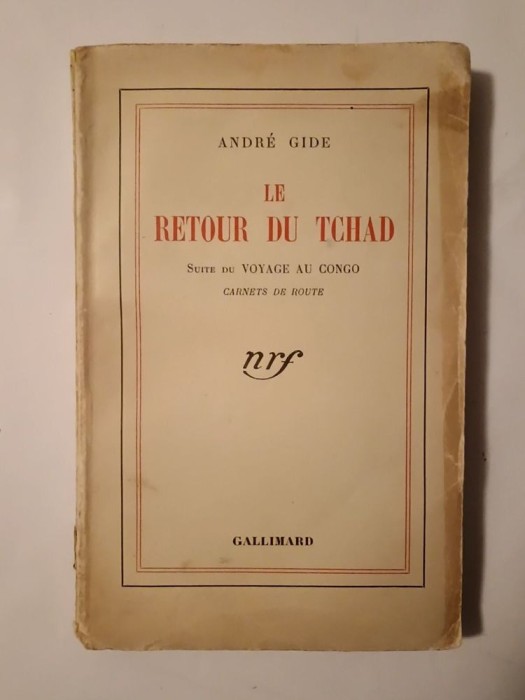 ANDRÉ GIDE
LE
RETOUR DU TCHAD
SUITE DU VOYAGE AU CONGO
CARNETS DE ROUTE
nrf
GALLIMARD